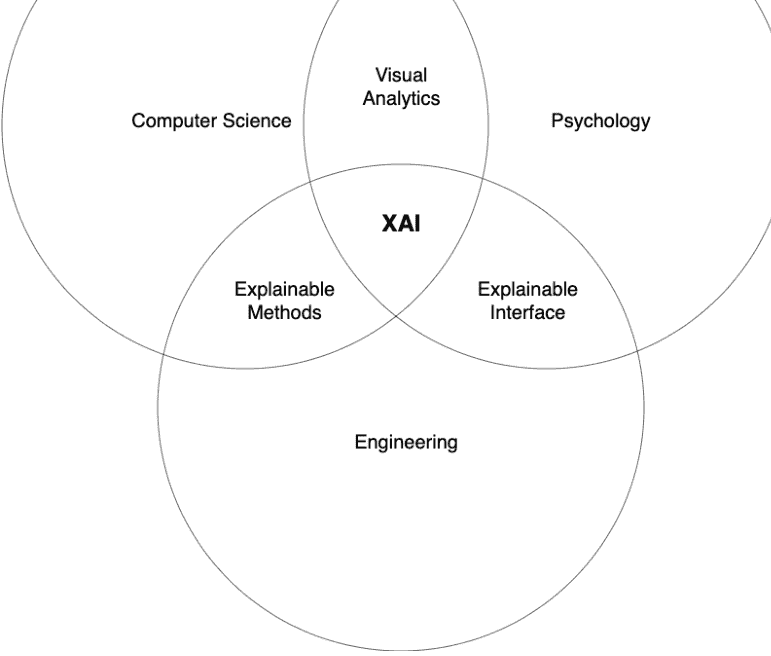 Visual
Analytics
Computer Science
Psychology
XAI
Explainable
Methods
Explainable
Interface
Engineering